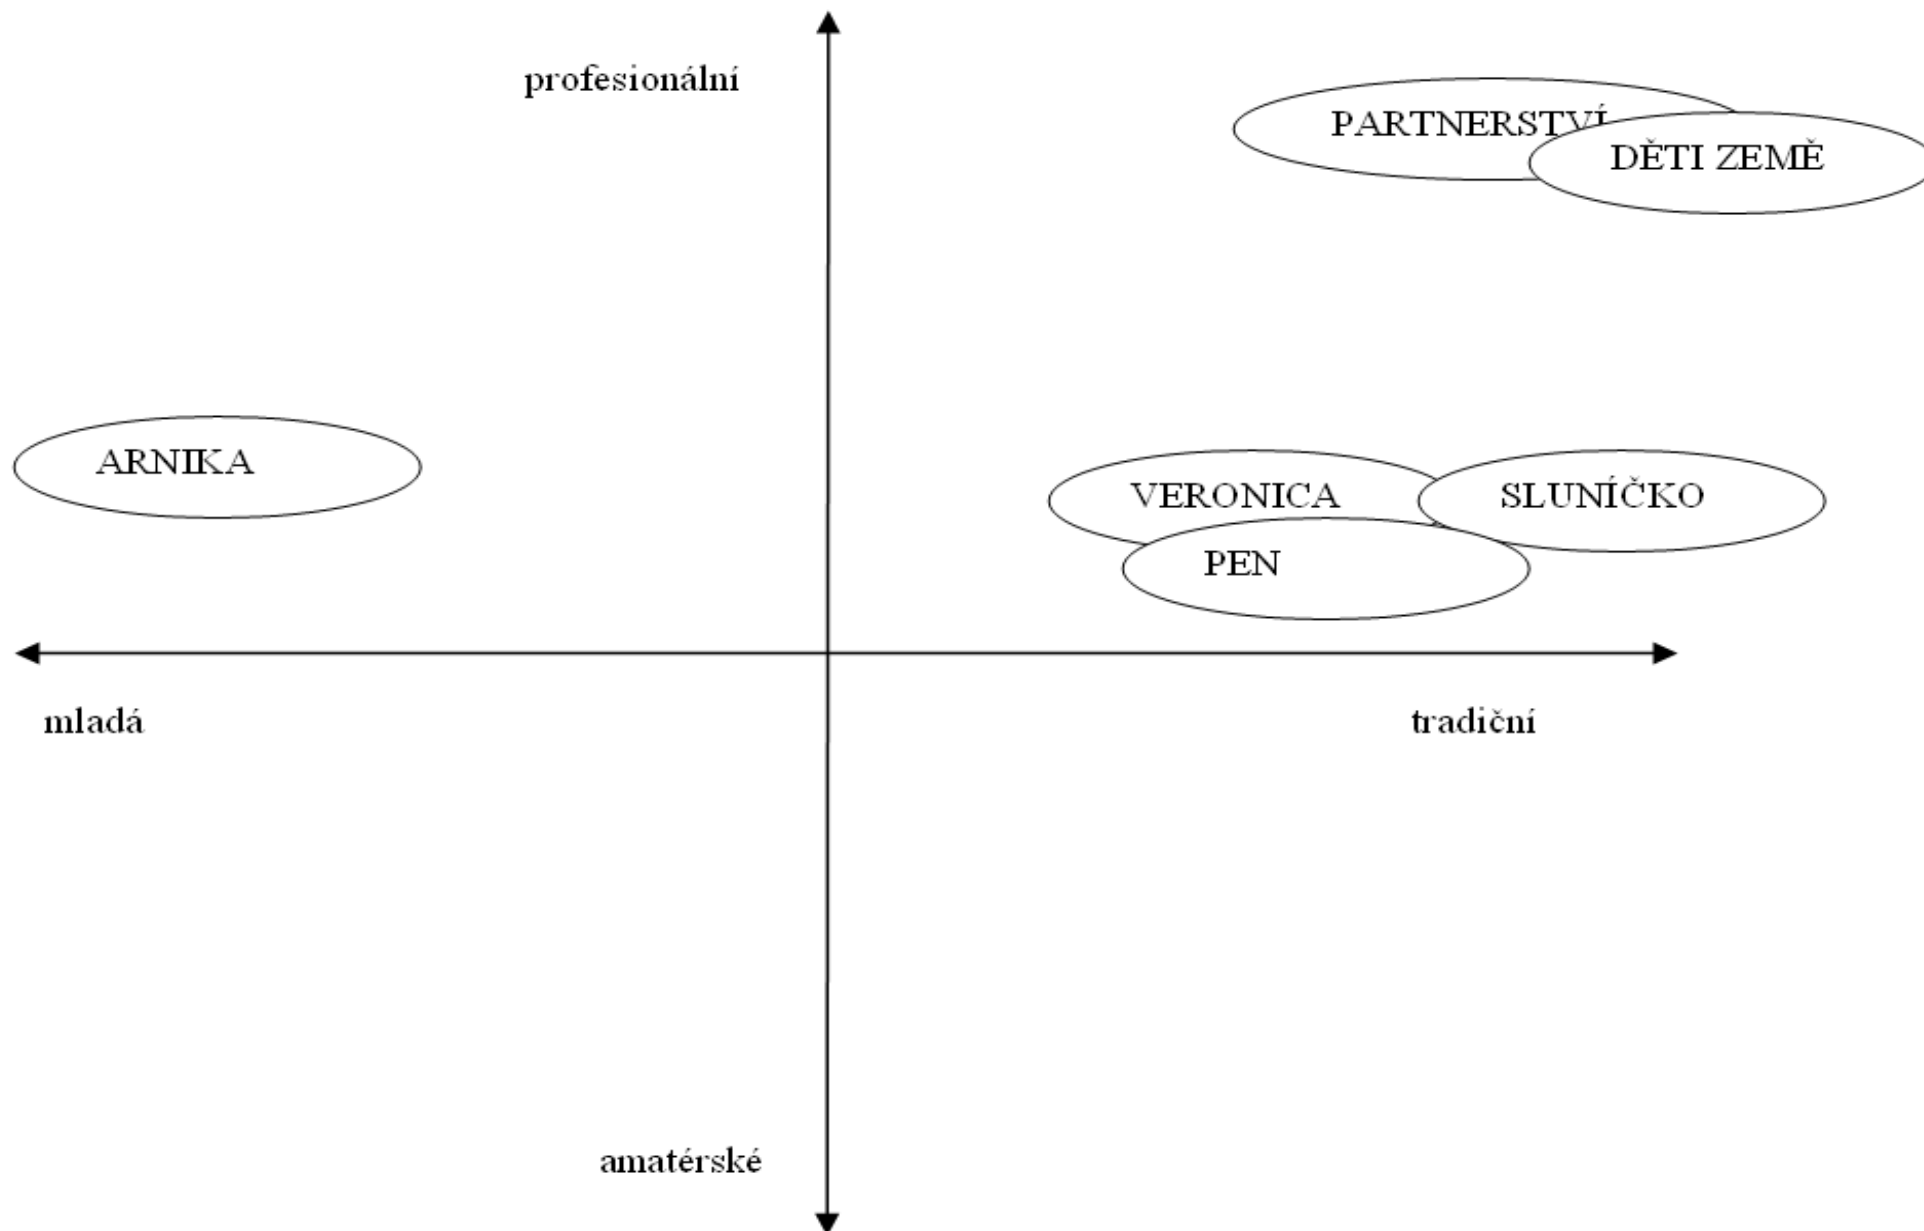 profesionální
PARTNERSTVÍ
DĚTI ZEMĚ
ARNIKA
VERONICA
SLUNÍČKO
PEN
mladá
tradiční
amatérské